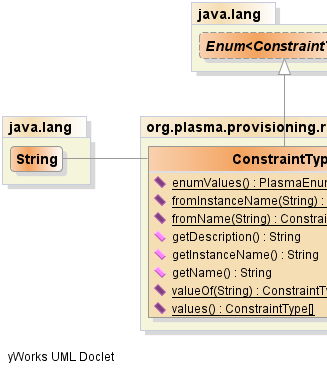 java.lang
Enum<ConstraintTy
java.lang
String
org.plasma.provisioning.r
ConstraintTyp
enumValues() : PlasmaEnum
fromInstanceName(String) :
fromName(String) : Constrai
getDescription() : String
getInstanceName() : String
getName() : String
valueOf(String) : ConstraintTy
values() : ConstraintType[]
yWorks UML Doclet